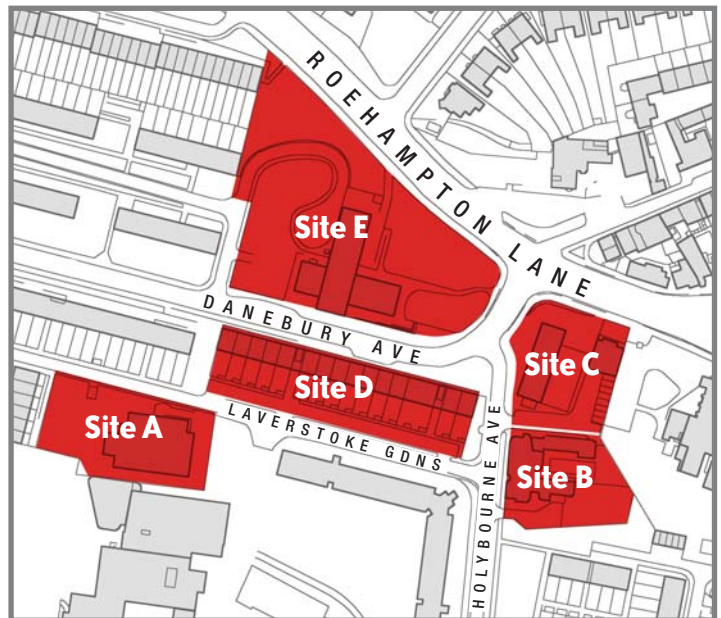 ROEHAMPTON LANE
Site E
DANEBURY AVE
Site D
Site C
Site A
LAVERSTOKE GDNS
Site B
HOLYBOURNE AVE